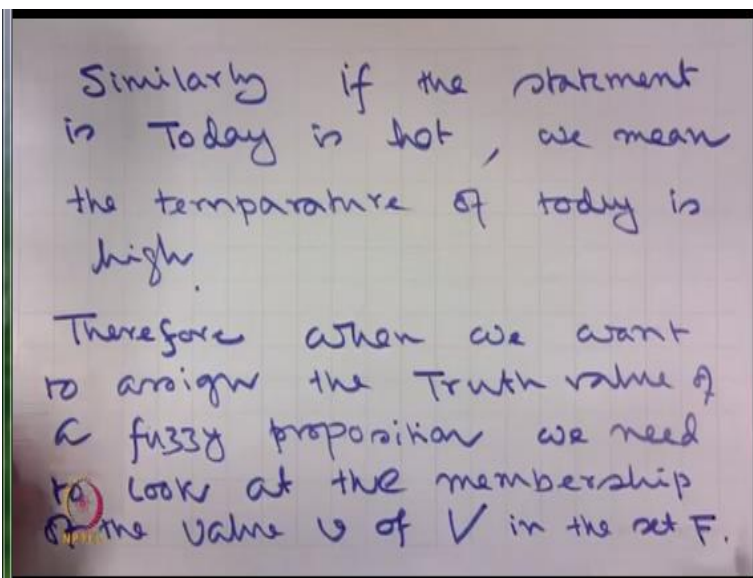 Similarly if the statement
is Today is hot, we mean
the temparature of today is
high.
Therefore when we want
to assign the Truth value of
a fuzzy proposition we need
to look at the membership
of the value v of V in the set F.
NPTEL